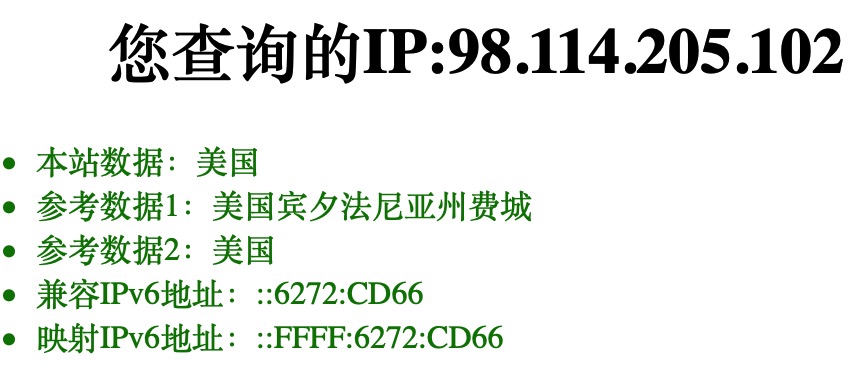 您查询的IP:98.114.205.102
本站数据：美国
参考数据1：美国宾夕法尼亚州费城
参考数据2：美国
兼容IPv6地址：::6272:CD66
映射IPv6地址：::FFFF:6272:CD66